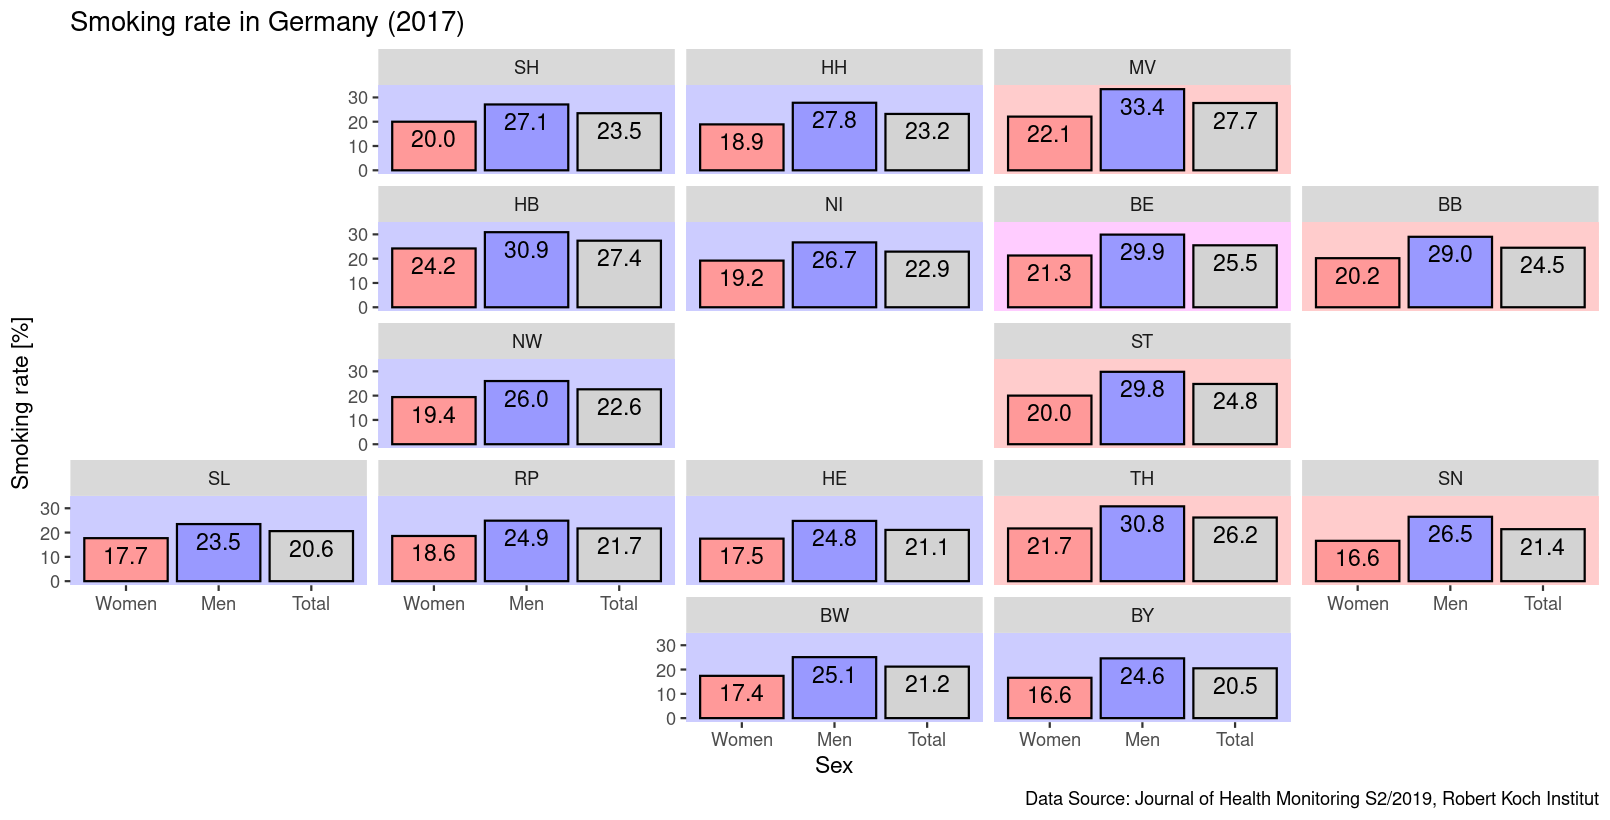 Smoking rate in Germany (2017)
SH HH MV
30
20
10
0
20.0 27.1 23.5 18.9 27.8 23.2 22.1 33.4 27.7
HB NI BE BB
30
20
10
0
24.2 30.9 27.4 19.2 26.7 22.9 21.3 29.9 25.5 20.2 29.0 24.5
NW ST
30
20
10
0
19.4 26.0 22.6 20.0 29.8 24.8
Smoking rate [%]
SL RP HE TH SN
30
20
10
0
17.7 23.5 20.6 18.6 24.9 21.7 17.5 24.8 21.1 21.7 30.8 26.2 16.6 26.5 21.4
Women Men Total Women Men Total Women Men Total
BW BY
30
20
10
0
17.4 25.1 21.2 16.6 24.6 20.5
Women Men Total Women Men Total
Sex
Data Source: Journal of Health Monitoring S2/2019, Robert Koch Institut